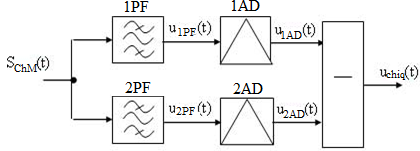 1PF
1AD
u1PF(t)
u1AD(t)
SChM(t)
uchiq(t)
2PF
2AD
u2PF(t)
u2AD(t)